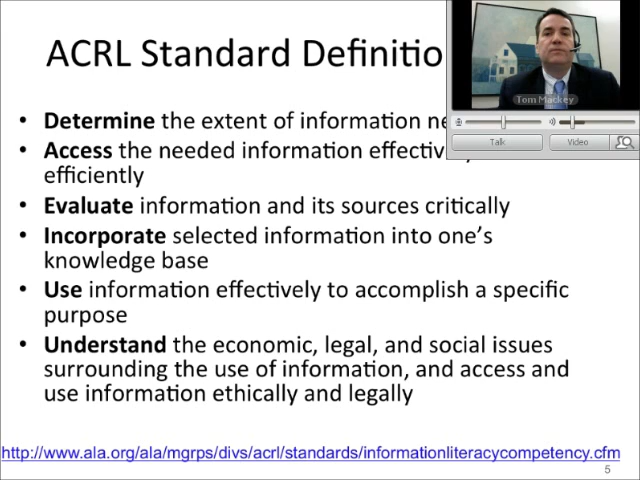 ACRL Standard Definitio
Tom Mackey
Talk
Video
• Determine the extent of information ne
• Access the needed information effectively
efficiently
• Evaluate information and its sources critically
• Incorporate selected information into one's
knowledge base
• Use information effectively to accomplish a specific
purpose
• Understand the economic, legal, and social issues
surrounding the use of information, and access and
use information ethically and legally
http://www.ala.org/ala/mgrps/divs/acrl/standards/informationliteracycompetency.cfm
5